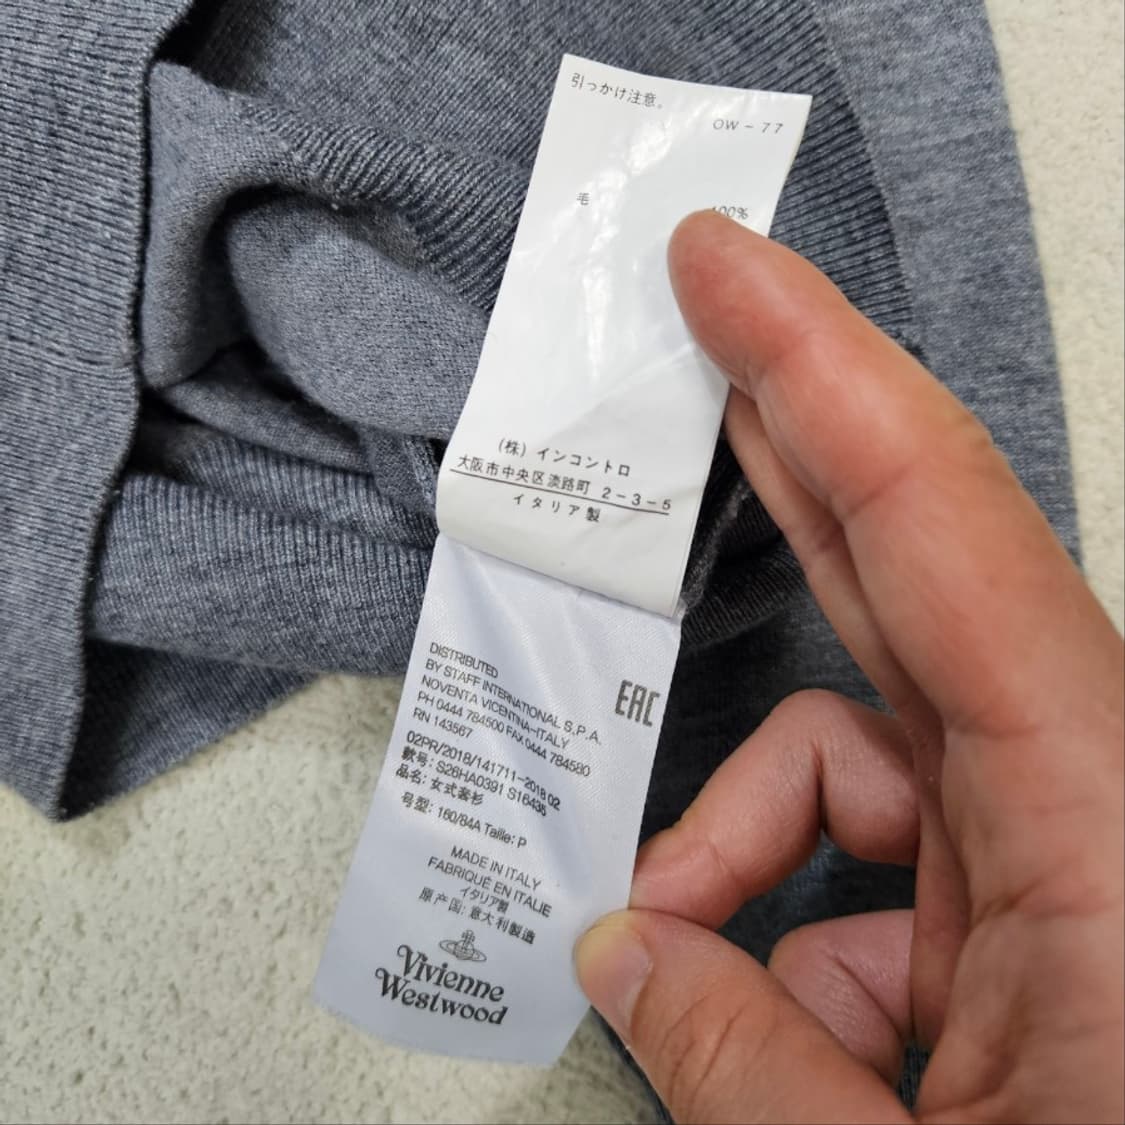 引っかけ注意。
OW-77
毛 100%
(株) インコントロ
大阪市中央区淡路町 2-3-5
イタリア製
DISTRIBUTED
BY STAFF INTERNATIONAL S.P.A.
NOVENTA VICENTINA-ITALY
PH 0444 784500 FAX 0444 784580
RN 143567
EAC
02PR/2018/141711-2018 02
款号: S26HA0391 S16436
品名: 女式套衫
号型: 160/84A Taille: P
MADE IN ITALY
FABRIQUÉ EN ITALIE
イタリア製
原产国: 意大利製造
Vivienne
Westwood